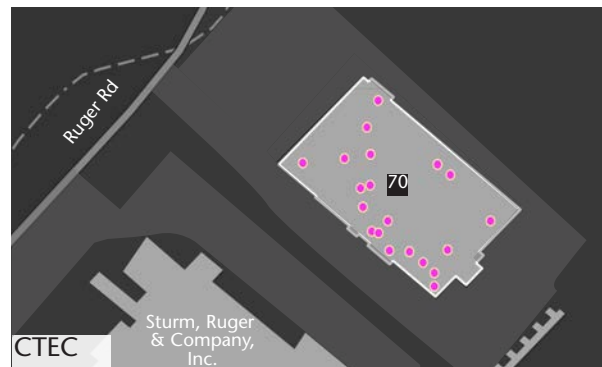 Ruger Rd
70
Sturm, Ruger
& Company,
Inc.
CTEC